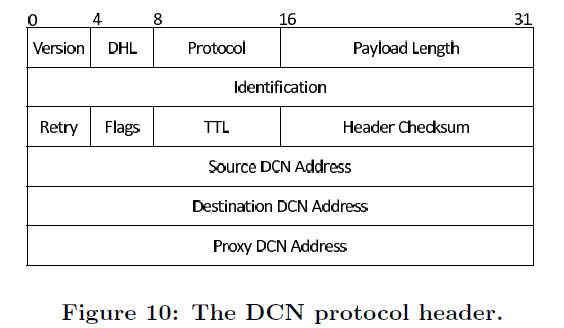 0 4 8 16 31
Version DHL Protocol Payload Length
Identification
Retry Flags TTL Header Checksum
Source DCN Address
Destination DCN Address
Proxy DCN Address
Figure 10: The DCN protocol header.